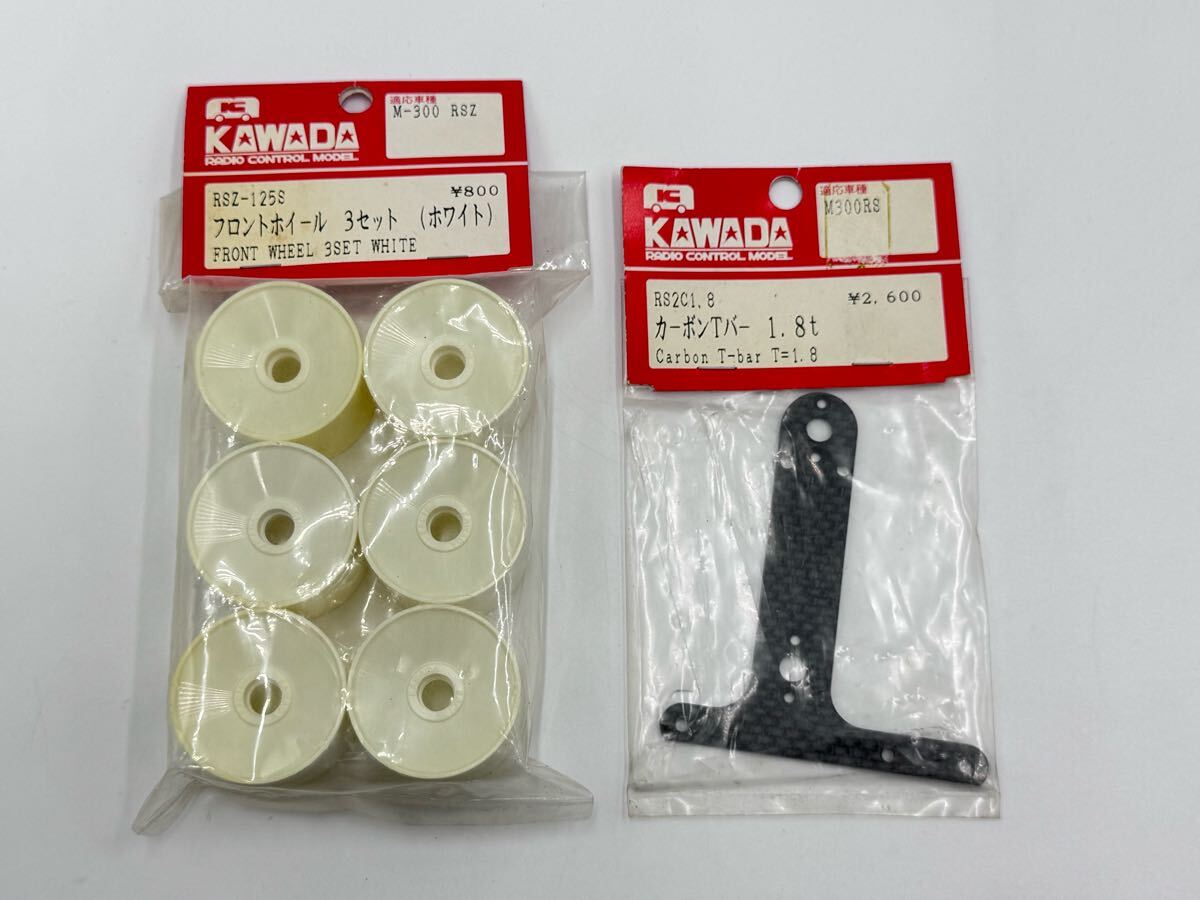 KAWADA
RADIO CONTROL MODEL
適応車種
M-300 RSZ
RSZ-125S ¥800
フロントホイール 3セット (ホワイト)
FRONT WHEEL 3SET WHITE
KAWADA
RADIO CONTROL MODEL
適応車種
M300RS
RS2C1.8 ¥2,600
カーボンTバー 1.8t
Carbon T-bar T=1.8